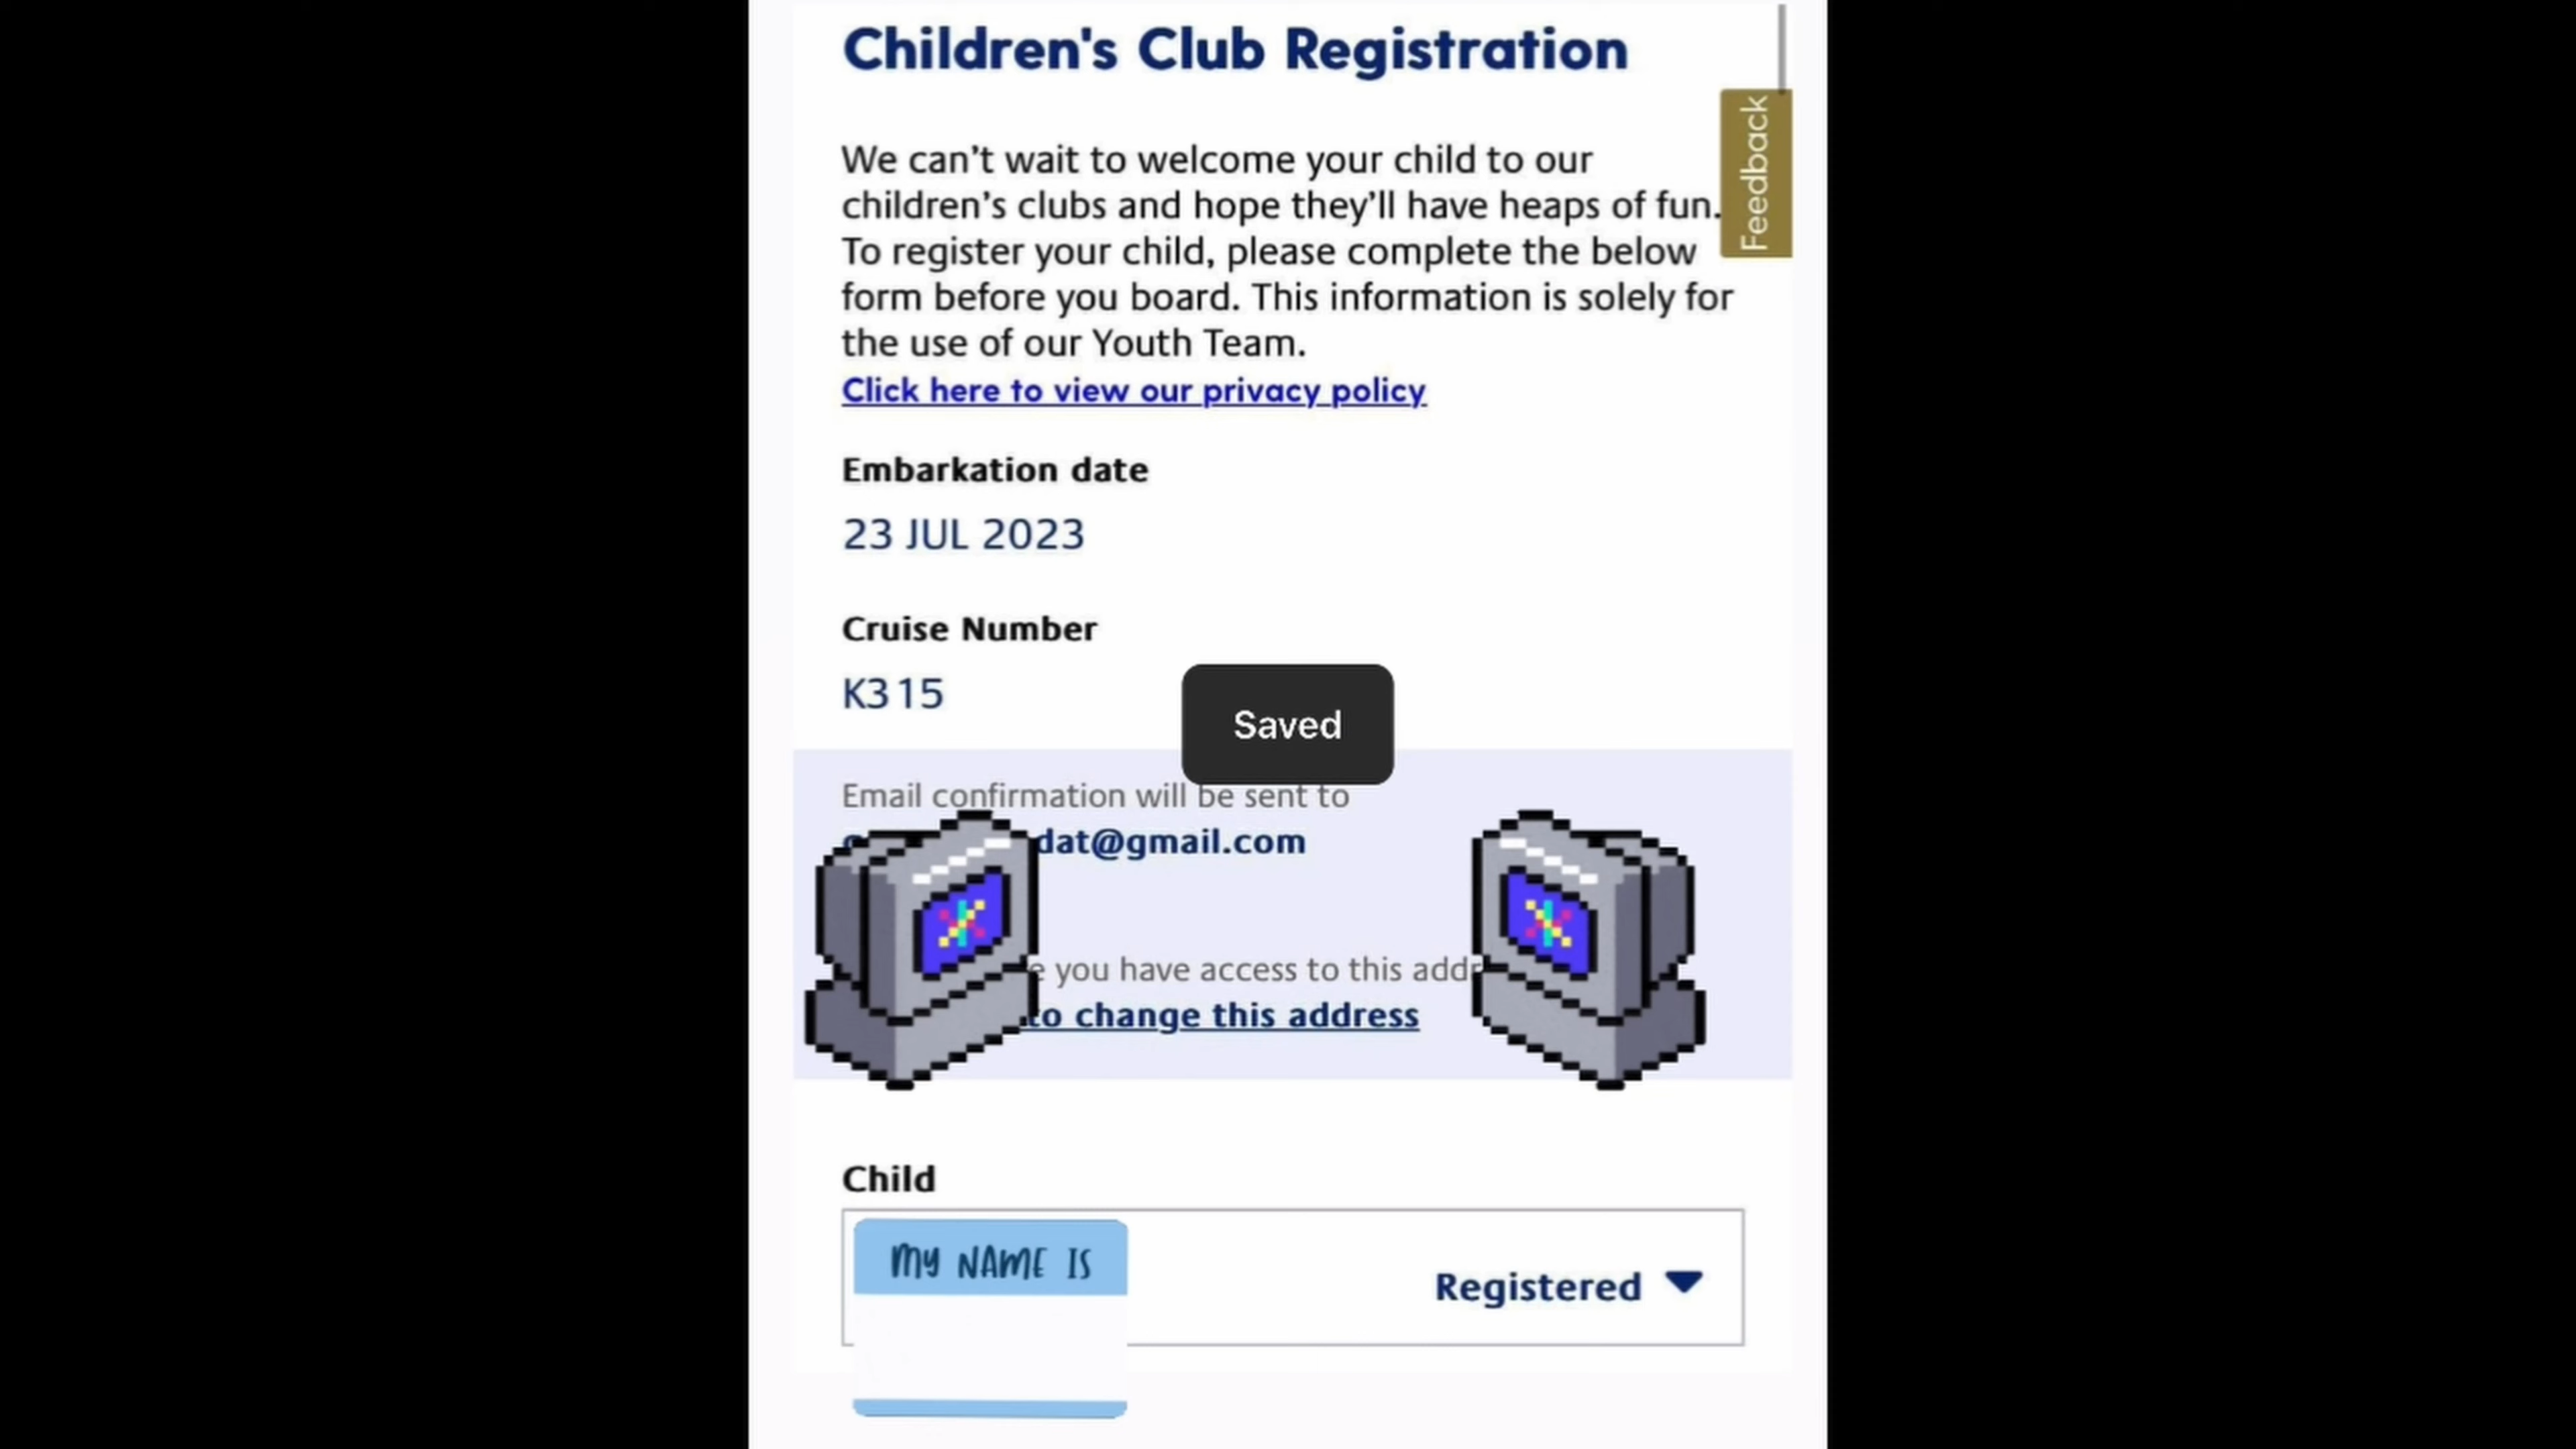 Children's Club Registration
Feedback
We can’t wait to welcome your child to our
children’s clubs and hope they’ll have heaps of fun.
To register your child, please complete the below
form before you board. This information is solely for
the use of our Youth Team.
Click here to view our privacy policy
Embarkation date
23 JUL 2023
Cruise Number
K315
Saved
Email confirmation will be sent to
dat@gmail.com
you have access to this
to change this address
Child
MY NAME IS
Registered